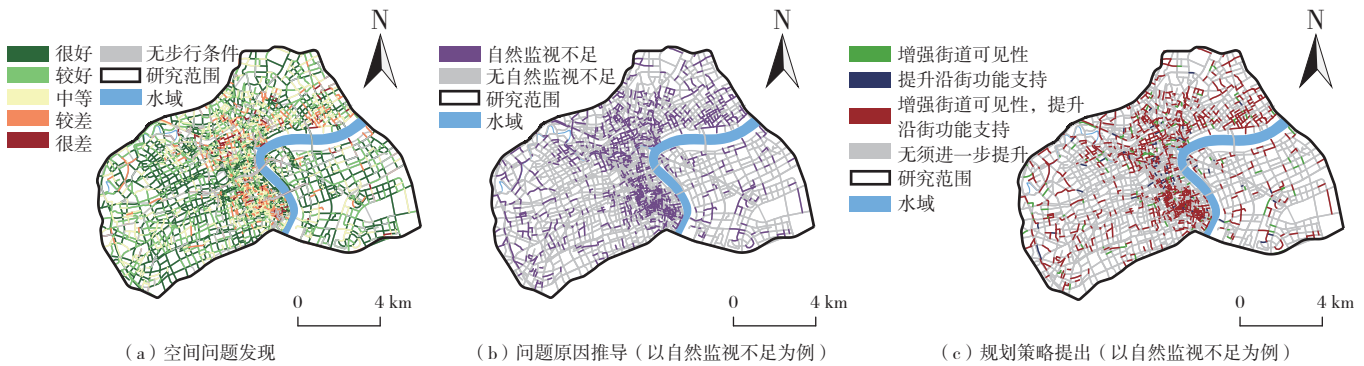 N
很好
较好
中等
较差
很差
无步行条件
研究范围
水域
0 4 km
(a)空间问题发现
N
自然监视不足
无自然监视不足
研究范围
水域
0 4 km
(b)问题原因推导(以自然监视不足为例)
N
增强街道可见性
提升沿街功能支持
增强街道可见性，提升
沿街功能支持
无须进一步提升
研究范围
水域
0 4 km
(c)规划策略提出(以自然监视不足为例)